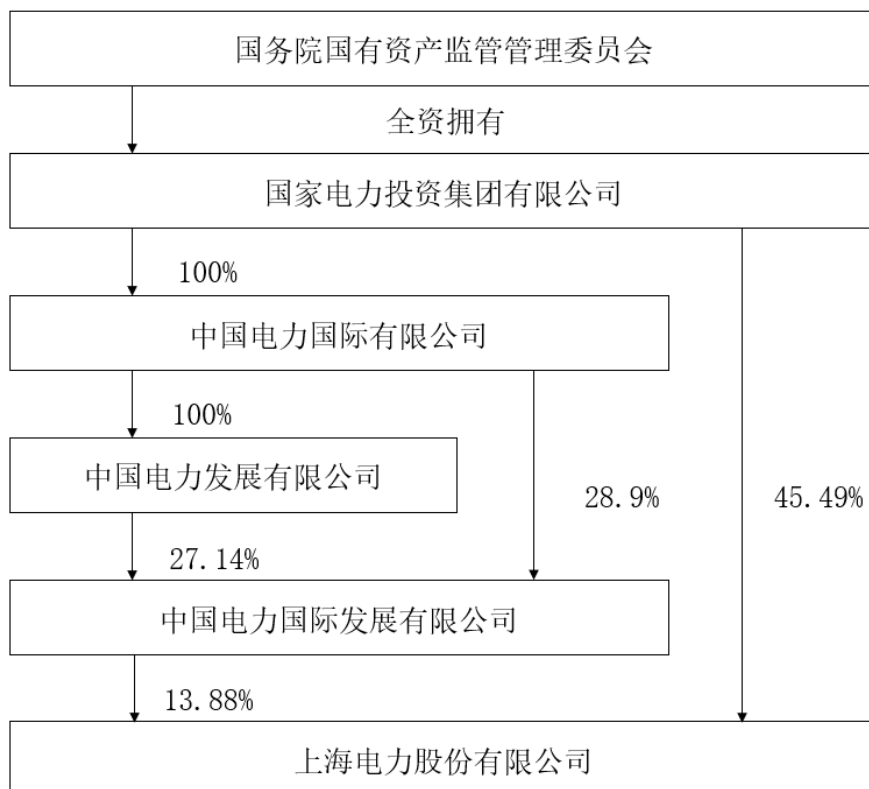 国务院国有资产监管管理委员会
全资拥有
国家电力投资集团有限公司
100%
中国电力国际有限公司
100%
中国电力发展有限公司
28.9%
45.49%
27.14%
中国电力国际发展有限公司
13.88%
上海电力股份有限公司